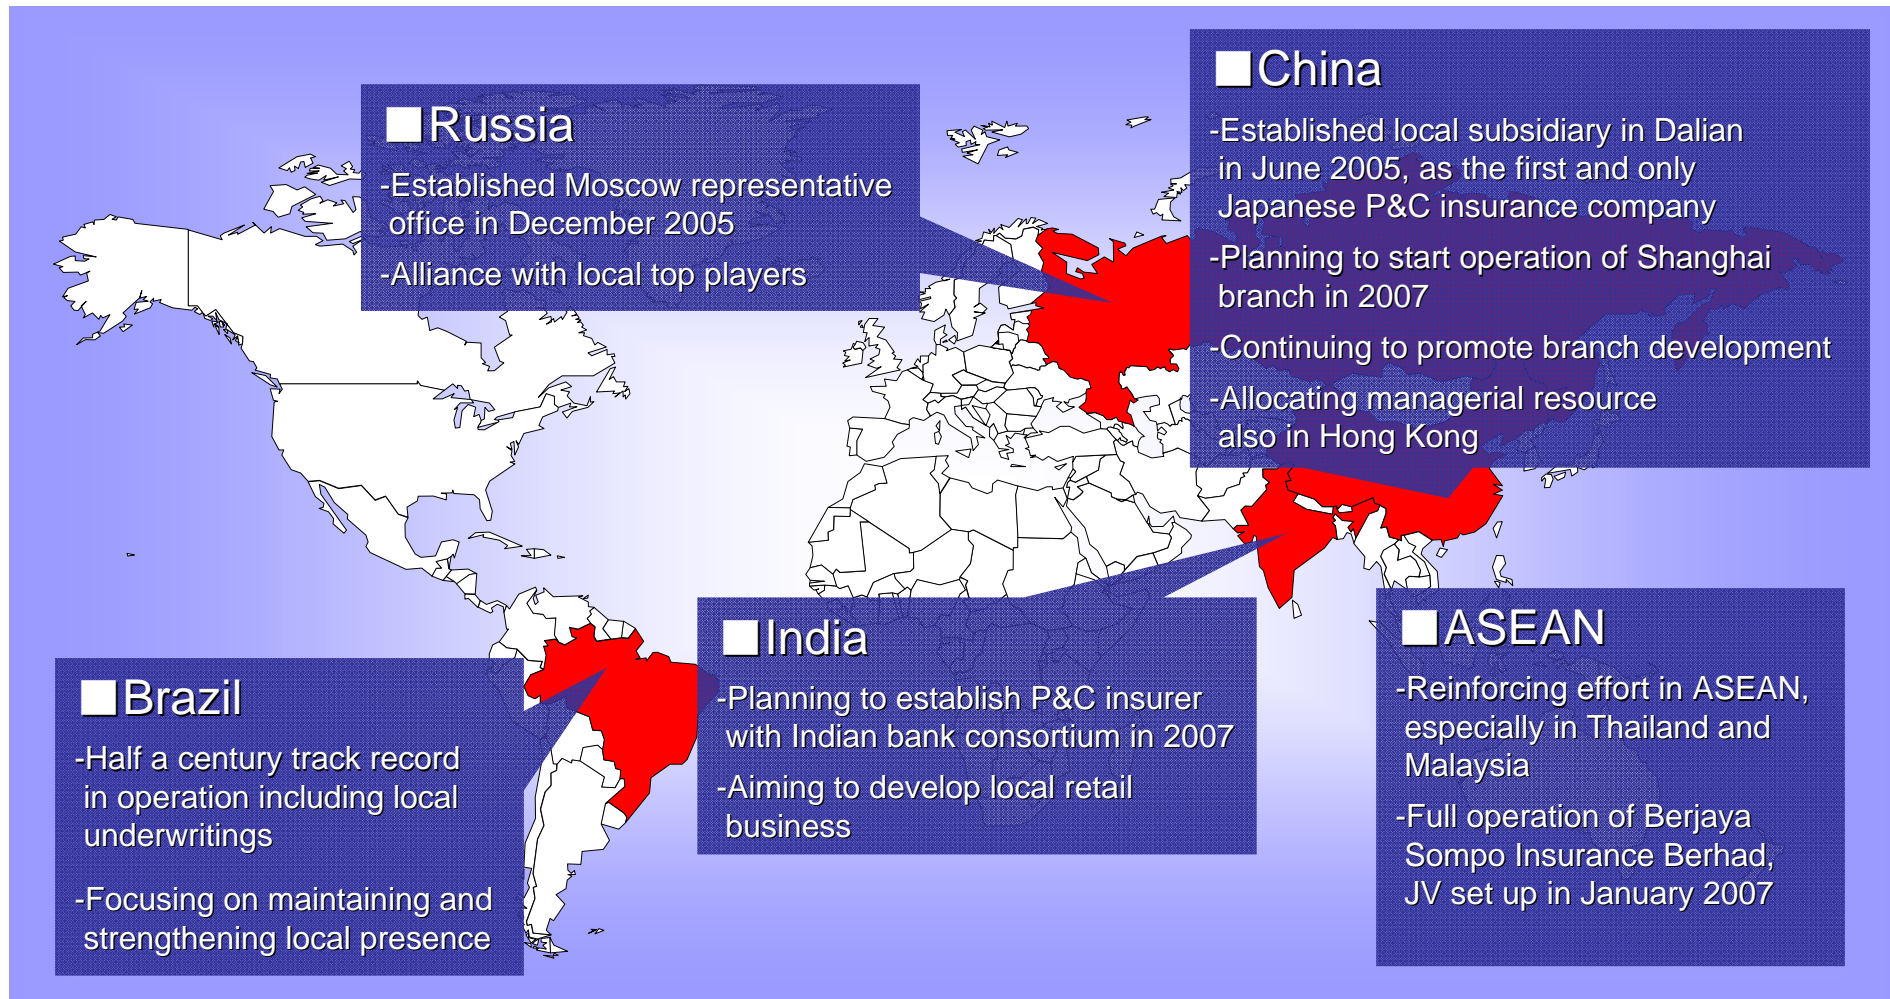 ■Russia
-Established Moscow representative
office in December 2005
-Alliance with local top players
■China
-Established local subsidiary in Dalian
in June 2005, as the first and only
Japanese P&C insurance company
-Planning to start operation of Shanghai
branch in 2007
-Continuing to promote branch development
-Allocating managerial resource
also in Hong Kong
■Brazil
-Half a century track record
in operation including local
underwritings
-Focusing on maintaining and
strengthening local presence
■India
-Planning to establish P&C insurer
with Indian bank consortium in 2007
-Aiming to develop local retail
business
■ASEAN
-Reinforcing effort in ASEAN,
especially in Thailand and
Malaysia
-Full operation of Berjaya
Sompo Insurance Berhad,
JV set up in January 2007